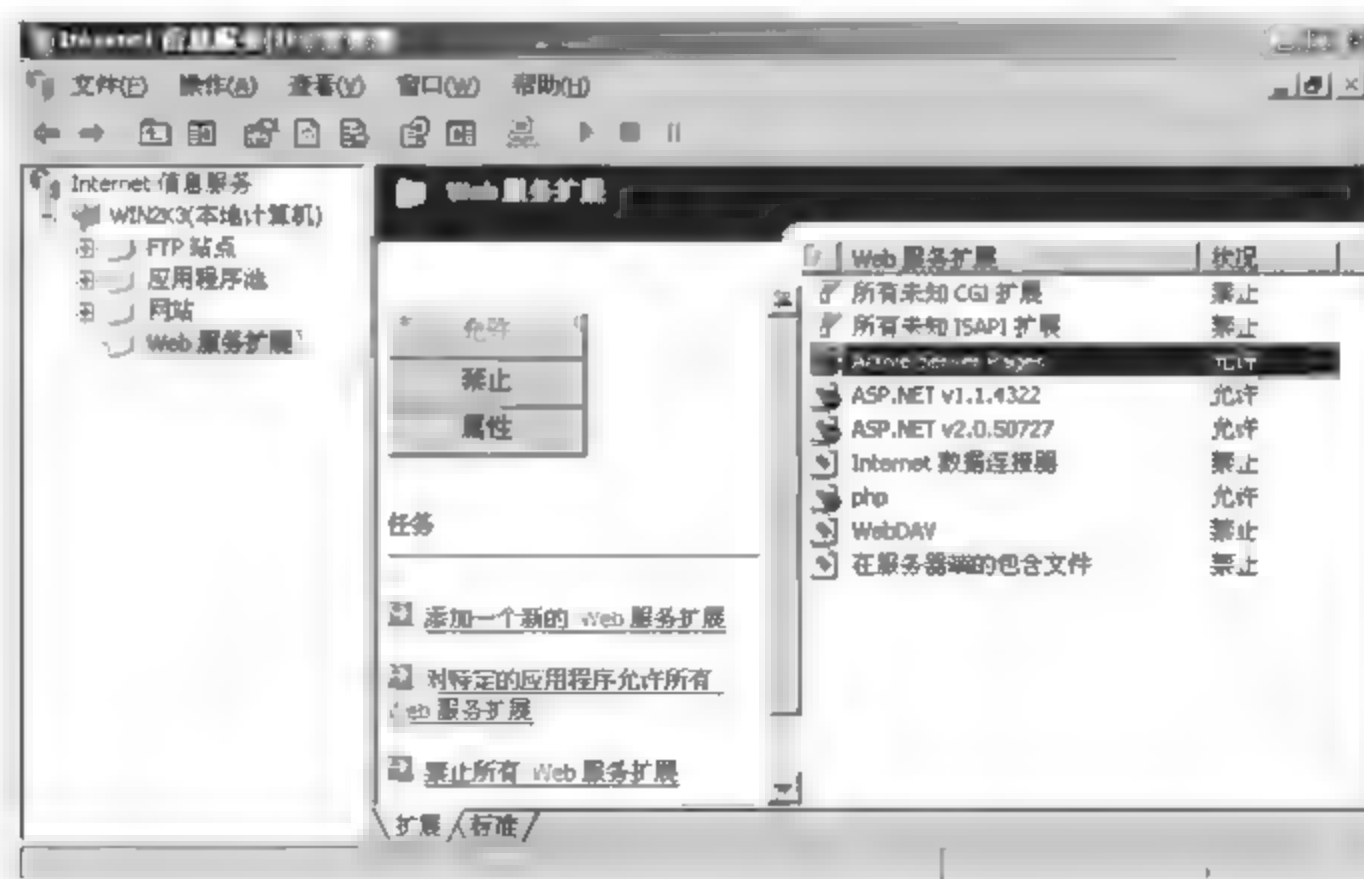 Internet 信息服务(IIS)管理器
文件(F) 操作(A) 查看(V) 窗口(W) 帮助(H)
Internet 信息服务
WIN2K3(本地计算机)
FTP 站点
应用程序池
网站
Web 服务扩展
Web 服务扩展
允许
禁止
属性
任务
添加一个新的 Web 服务扩展
对特定的应用程序允许所有
Web 服务扩展
禁止所有 Web 服务扩展
Web 服务扩展 状况
所有未知 CGI 扩展 禁止
所有未知 ISAPI 扩展 禁止
Active Server Pages 允许
ASP.NET v1.1.4322 允许
ASP.NET v2.0.50727 允许
Internet 数据连接器 禁止
php 允许
WebDAV 禁止
在服务器端的包含文件 禁止
扩展 标准